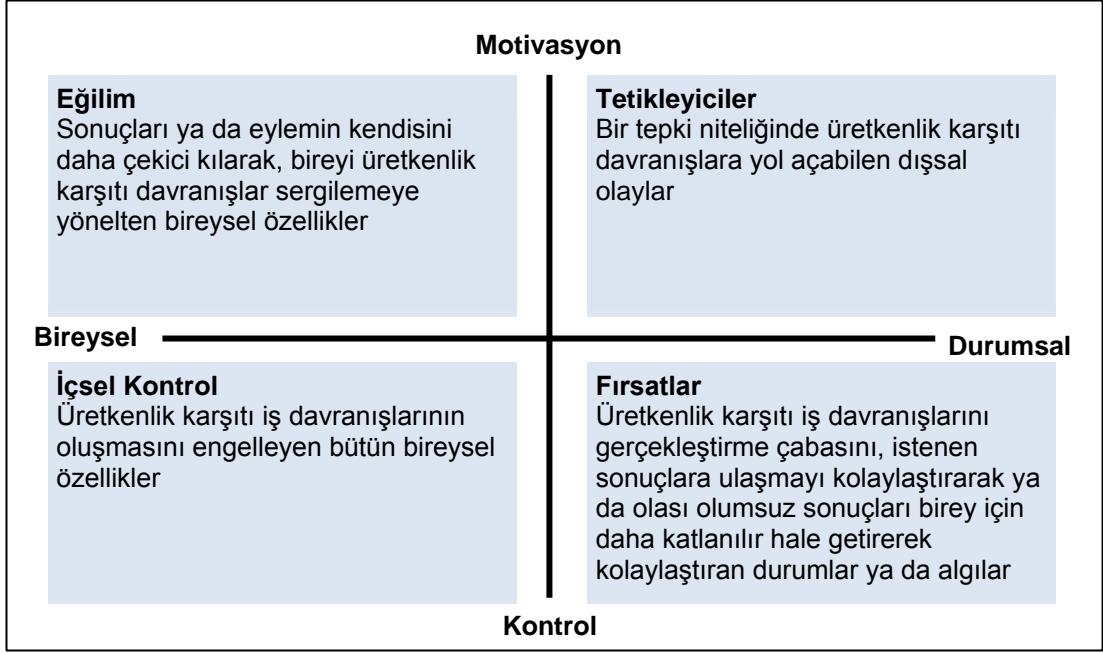 Motivasyon
Eğilim
Sonuçları ya da eylemin kendisini
daha çekici kılarak, bireyi üretkenlik
karşıtı davranışlar sergilemeye
yönelten bireysel özellikler
Tetikleyiciler
Bir tepki niteliğinde üretkenlik karşıtı
davranışlara yol açabilen dışsal
olaylar
Bireysel
Durumsal
İçsel Kontrol
Üretkenlik karşıtı iş davranışlarının
oluşmasını engelleyen bütün bireysel
özellikler
Fırsatlar
Üretkenlik karşıtı iş davranışlarını
gerçekleştirme çabasını, istenen
sonuçlara ulaşmayı kolaylaştırarak ya
da olası olumsuz sonuçları birey için
daha katlanılır hale getirerek
kolaylaştıran durumlar ya da algılar
Kontrol